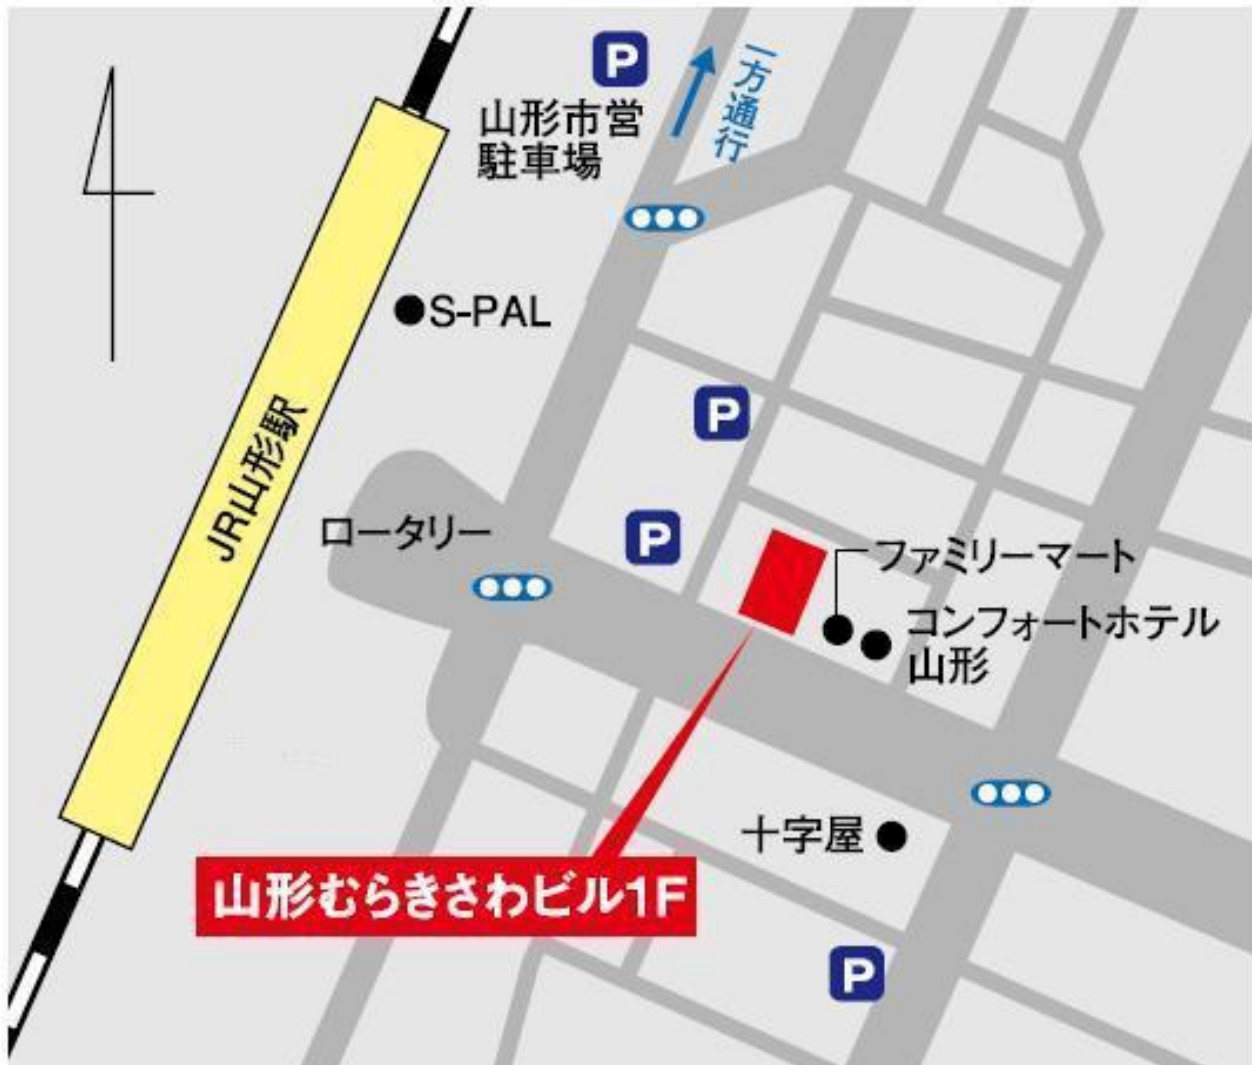 P
山形市営
駐車場
一方通行
S-PAL
JR山形駅
P
ロータリー
P
ファミリーマート
コンフォートホテル
山形
十字屋
山形むらきさわビル1F
P